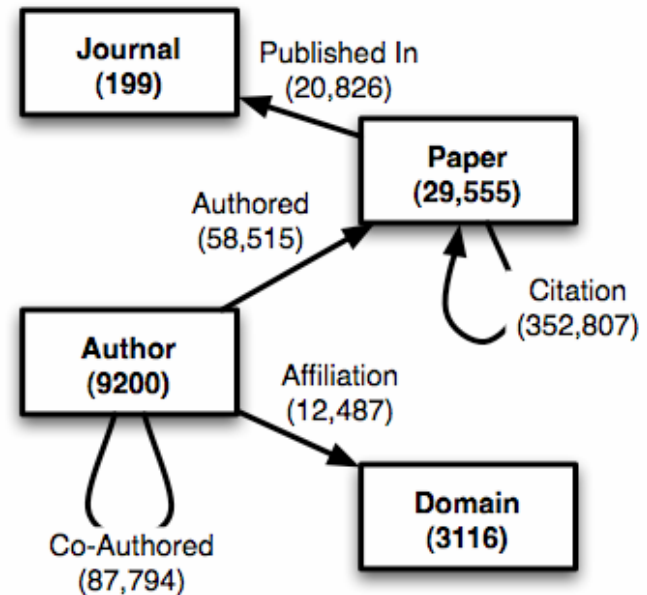 Journal
(199)
Published In
(20,826)
Paper
(29,555)
Authored
(58,515)
Citation
(352,807)
Author
(9200)
Affiliation
(12,487)
Domain
(3116)
Co-Authored
(87,794)